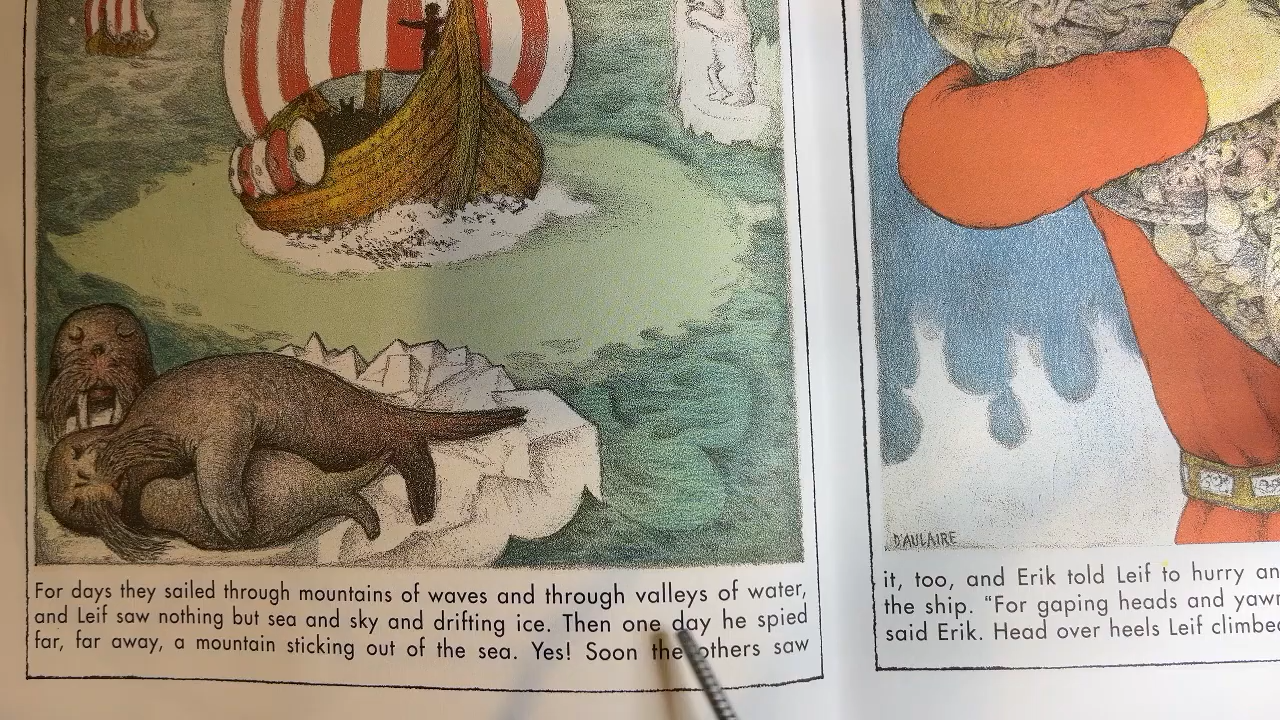 For days they sailed through mountains of waves and through valleys of water,
and Leif saw nothing but sea and sky and drifting ice. Then one day he spied
far, far away, a mountain sticking out of the sea. Yes! Soon the others saw
D'AULAIRE
it, too, and Erik told Leif to hurry
the ship. "For gaping heads and
said Erik. Head over heels Leif